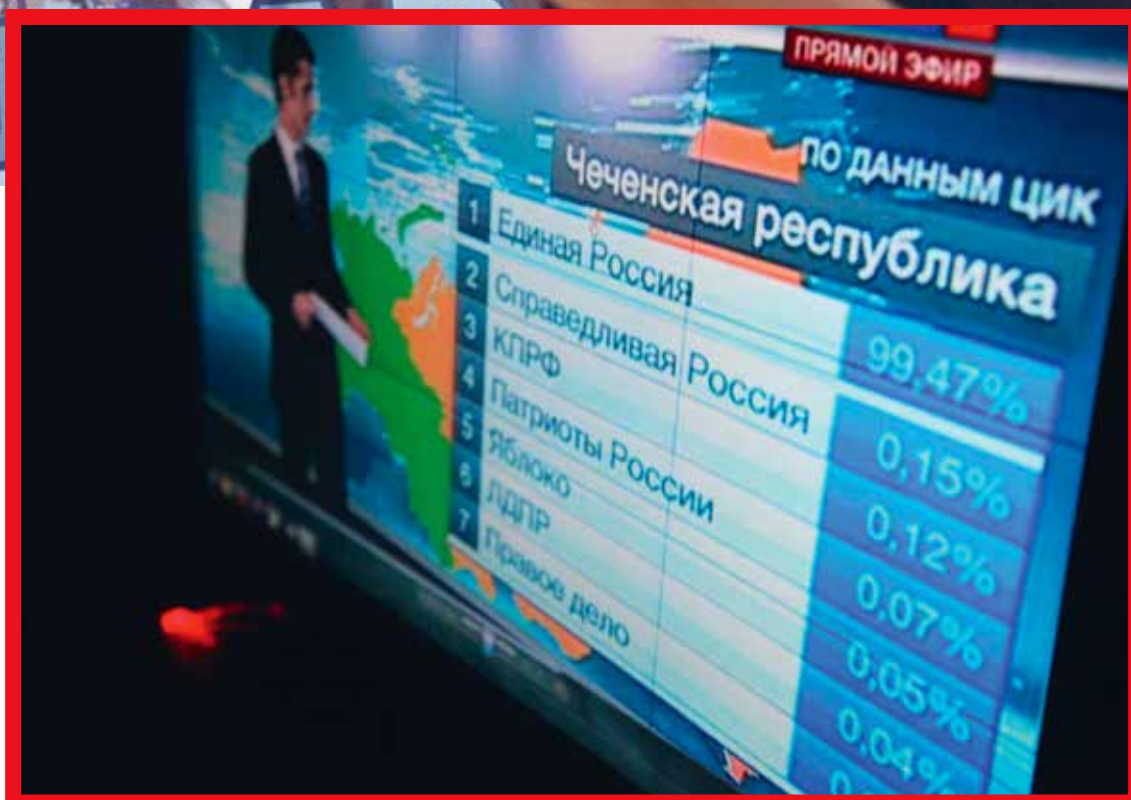 ПРЯМОЙ ЭФИР
ПО ДАННЫМ ЦИК
Чеченская республика
1 Единая Россия 99,47%
2 Справедливая Россия 0,15%
3 КПРФ 0,12%
4 Патриоты России 0,07%
5 Яблоко 0,05%
6 ЛДПР 0,04%
7 Правое дело